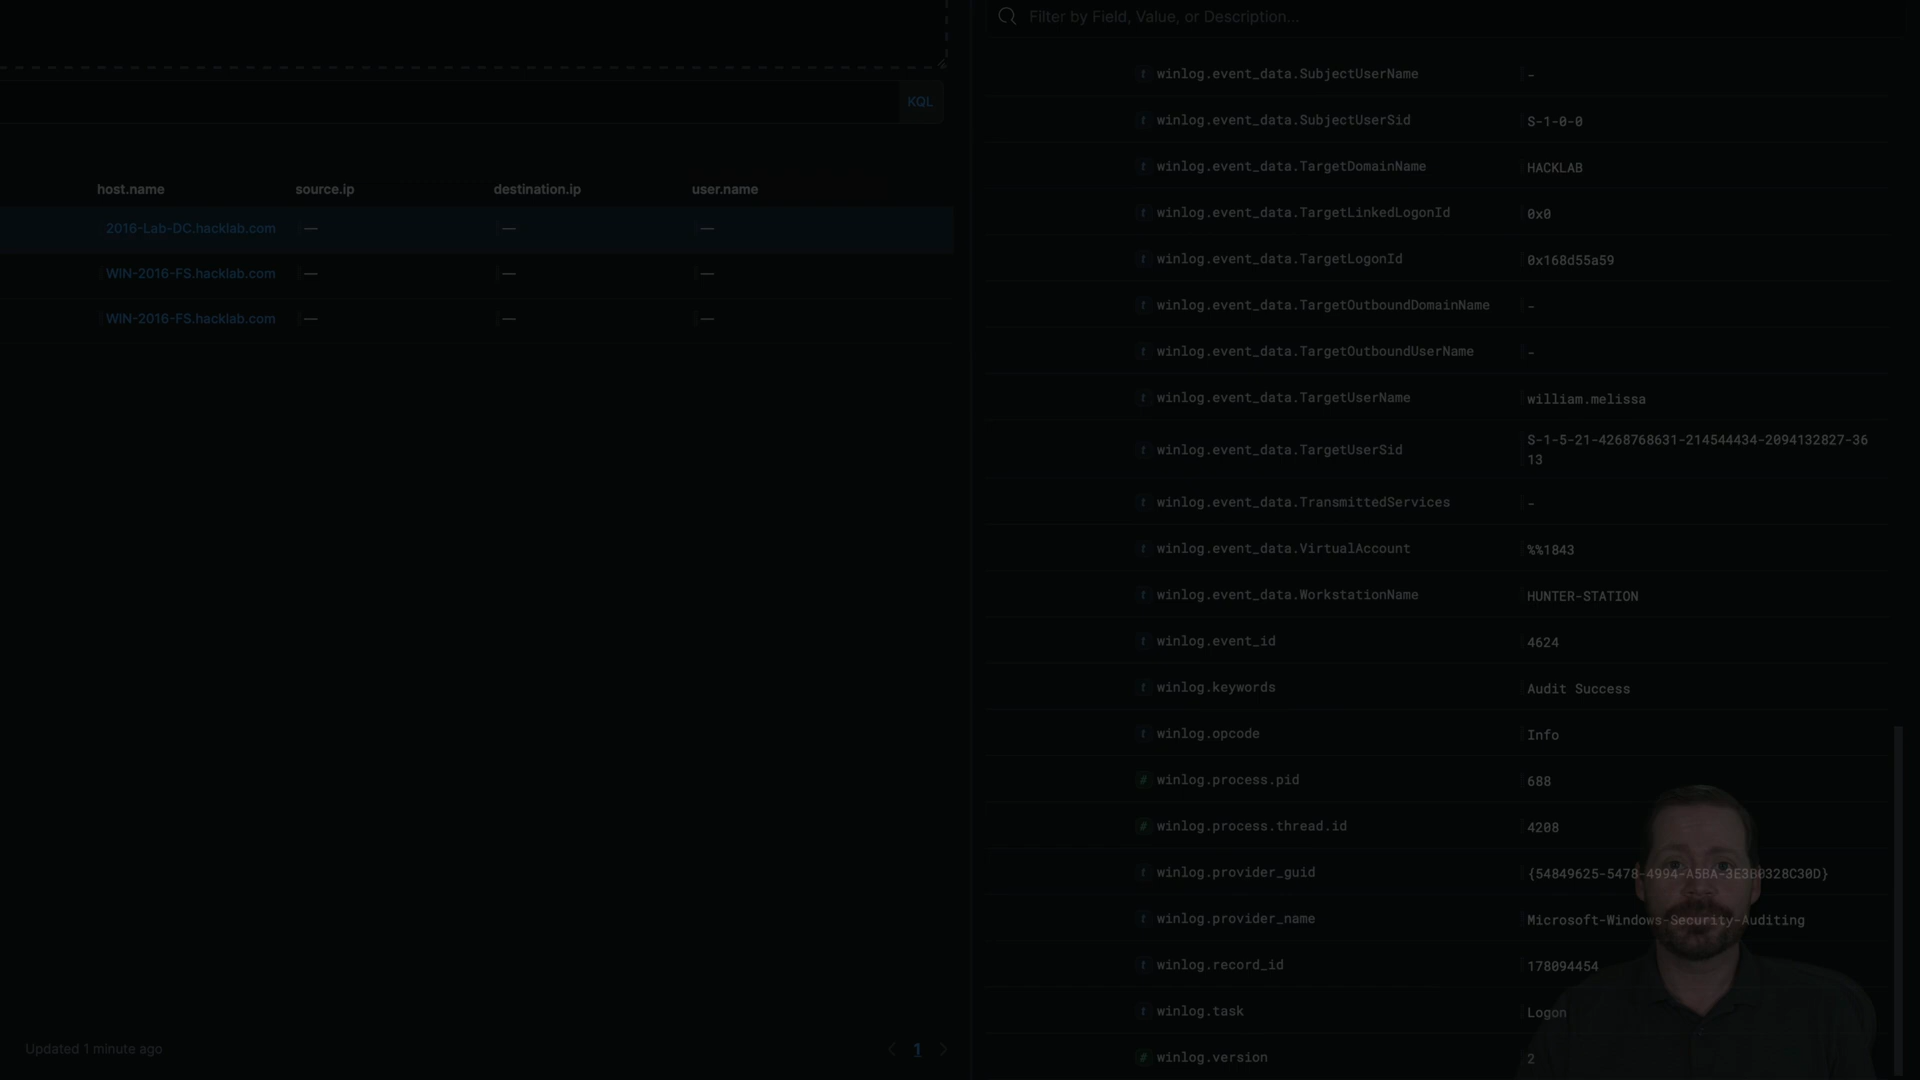 Filter by Field, Value, or Description...
KQL
host.name source.ip destination.ip user.name
2016-Lab-DC.hacklab.com — — —
WIN-2016-FS.hacklab.com — — —
WIN-2016-FS.hacklab.com — — —
Updated 1 minute ago
1
t winlog.event_data.SubjectUserName -
t winlog.event_data.SubjectUserSid S-1-0-0
t winlog.event_data.TargetDomainName HACKLAB
t winlog.event_data.TargetLinkedLogonId 0x0
t winlog.event_data.TargetLogonId 0x168d55a59
t winlog.event_data.TargetOutboundDomainName -
t winlog.event_data.TargetOutboundUserName -
t winlog.event_data.TargetUserName william.melissa
t winlog.event_data.TargetUserSid S-1-5-21-4268768631-214544434-2094132827-36
13
t winlog.event_data.TransmittedServices -
t winlog.event_data.VirtualAccount %%1843
t winlog.event_data.WorkstationName HUNTER-STATION
t winlog.event_id 4624
t winlog.keywords Audit Success
t winlog.opcode Info
# winlog.process.pid 688
# winlog.process.thread.id 4208
t winlog.provider_guid {54849625-5478-4994-A5BA-3E3B0328C30D}
t winlog.provider_name Microsoft-Windows-Security-Auditing
t winlog.record_id 178094454
t winlog.task Logon
# winlog.version 2